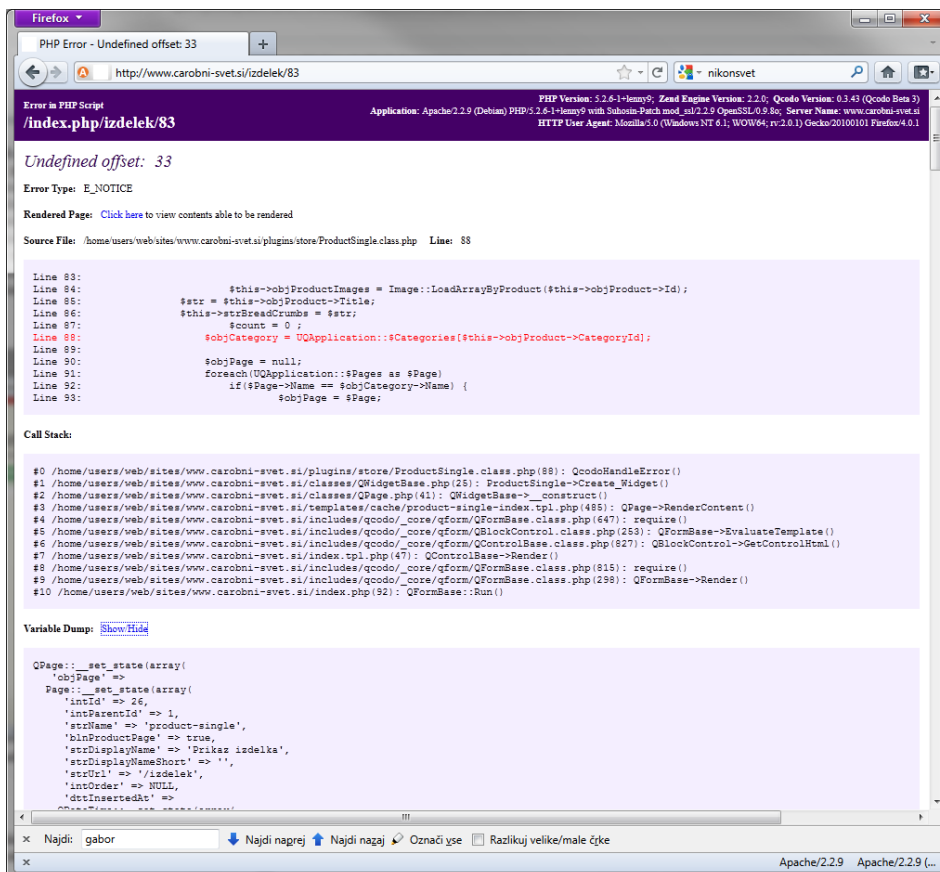 Firefox
PHP Error - Undefined offset: 33
http://www.carobni-svet.si/izdelek/83
nikonsvet
Error in PHP Script
/index.php/izdelek/83
PHP Version: 5.2.6-1+lenny9; Zend Engine Version: 2.2.0; Qcodo Version: 0.3.43 (Qcodo Beta 3)
Application: Apache/2.2.9 (Debian) PHP/5.2.6-1+lenny9 with Suhosin-Patch mod_ssl/2.2.9 OpenSSL/0.9.8o; Server Name: www.carobni-svet.si
HTTP User Agent: Mozilla/5.0 (Windows NT 6.1; WOW64; rv:2.0.1) Gecko/20100101 Firefox/4.0.1
Undefined offset: 33
Error Type: E_NOTICE
Rendered Page: Click here to view contents able to be rendered
Source File: /home/users/web/sites/www.carobni-svet.si/plugins/store/ProductSingle.class.php Line: 88
Line 83:
Line 84: $this->objProductImages = Image::LoadArrayByProduct($this->objProduct->Id);
Line 85: $str = $this->objProduct->Title;
Line 86: $this->strBreadCrumbs = $str;
Line 87: $count = 0 ;
Line 88: $objCategory = UQApplication::$Categories[$this->objProduct->CategoryId];
Line 89:
Line 90: $objPage = null;
Line 91: foreach(UQApplication::$Pages as $Page)
Line 92: if($Page->Name == $objCategory->Name) {
Line 93: $objPage = $Page;
Call Stack:
#0 /home/users/web/sites/www.carobni-svet.si/plugins/store/ProductSingle.class.php(88): QcodoHandleError()
#1 /home/users/web/sites/www.carobni-svet.si/classes/QWidgetBase.php(25): ProductSingle->Create_Widget()
#2 /home/users/web/sites/www.carobni-svet.si/classes/QPage.php(41): QWidgetBase->__construct()
#3 /home/users/web/sites/www.carobni-svet.si/templates/cache/product-single-index.tpl.php(485): QPage->RenderContent()
#4 /home/users/web/sites/www.carobni-svet.si/includes/qcodo/_core/qform/QFormBase.class.php(647): require()
#5 /home/users/web/sites/www.carobni-svet.si/includes/qcodo/_core/qform/QBlockControl.class.php(253): QFormBase->EvaluateTemplate()
#6 /home/users/web/sites/www.carobni-svet.si/includes/qcodo/_core/qform/QControlBase.class.php(827): QBlockControl->GetControlHtml()
#7 /home/users/web/sites/www.carobni-svet.si/index.tpl.php(47): QControlBase->Render()
#8 /home/users/web/sites/www.carobni-svet.si/includes/qcodo/_core/qform/QFormBase.class.php(815): require()
#9 /home/users/web/sites/www.carobni-svet.si/includes/qcodo/_core/qform/QFormBase.class.php(298): QFormBase->Render()
#10 /home/users/web/sites/www.carobni-svet.si/index.php(92): QFormBase::Run()
Variable Dump: Show/Hide
QPage::__set_state(array(
'objPage' =>
Page::__set_state(array(
'intId' => 26,
'intParentId' => 1,
'strName' => 'product-single',
'blnProductPage' => true,
'strDisplayName' => 'Prikaz izdelka',
'strDisplayNameShort' => '',
'strUrl' => '/izdelek',
'intOrder' => NULL,
'dttInsertedAt' =>
QDateTime::__set_state(array(
Najdi: gabor Najdi naprej Najdi nazaj Označi vse Razlikuj velike/male črke
Apache/2.2.9 Apache/2.2.9 (...